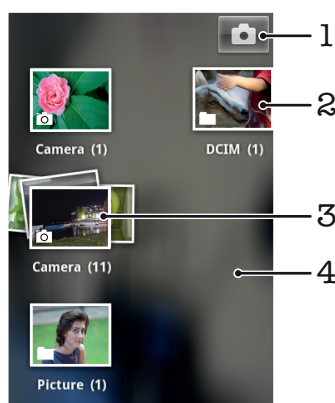 1
2
Camera (1)
DCIM (1)
3
Camera (11)
4
Picture (1)